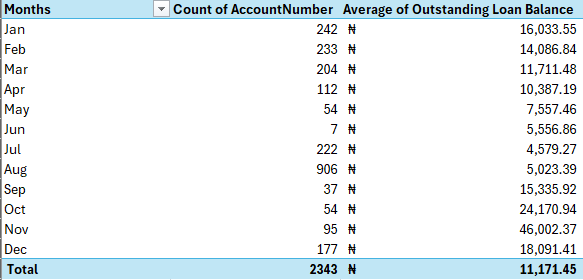 Months Count of AccountNumber Average of Outstanding Loan Balance
Jan 242 ₦ 16,033.55
Feb 233 ₦ 14,086.84
Mar 204 ₦ 11,711.48
Apr 112 ₦ 10,387.19
May 54 ₦ 7,557.46
Jun 7 ₦ 5,556.86
Jul 222 ₦ 4,579.27
Aug 906 ₦ 5,023.39
Sep 37 ₦ 15,335.92
Oct 54 ₦ 24,170.94
Nov 95 ₦ 46,002.37
Dec 177 ₦ 18,091.41
Total 2343 ₦ 11,171.45